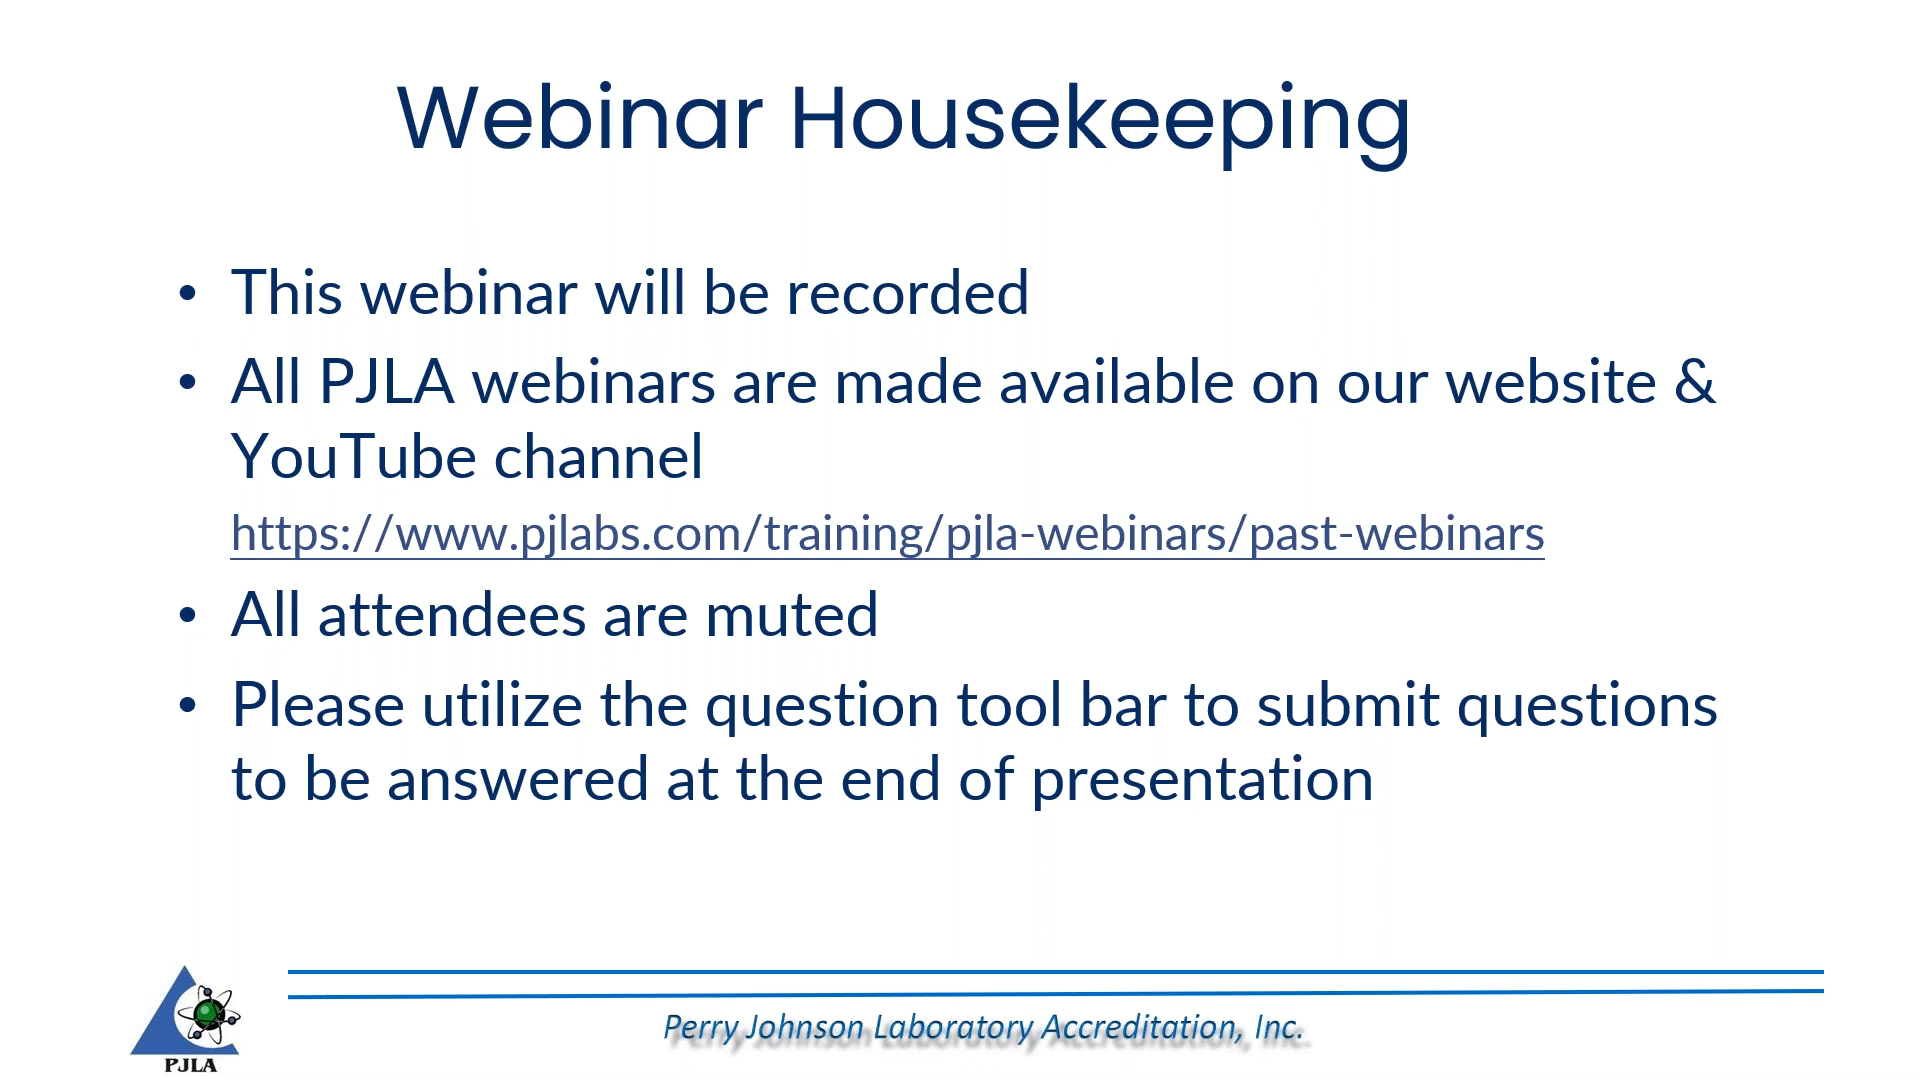 Webinar Housekeeping
• This webinar will be recorded
• All PJLA webinars are made available on our website &
YouTube channel
https://www.pjlabs.com/training/pjla-webinars/past-webinars
• All attendees are muted
• Please utilize the question tool bar to submit questions
to be answered at the end of presentation
Perry Johnson Laboratory Accreditation, Inc.
PJLA